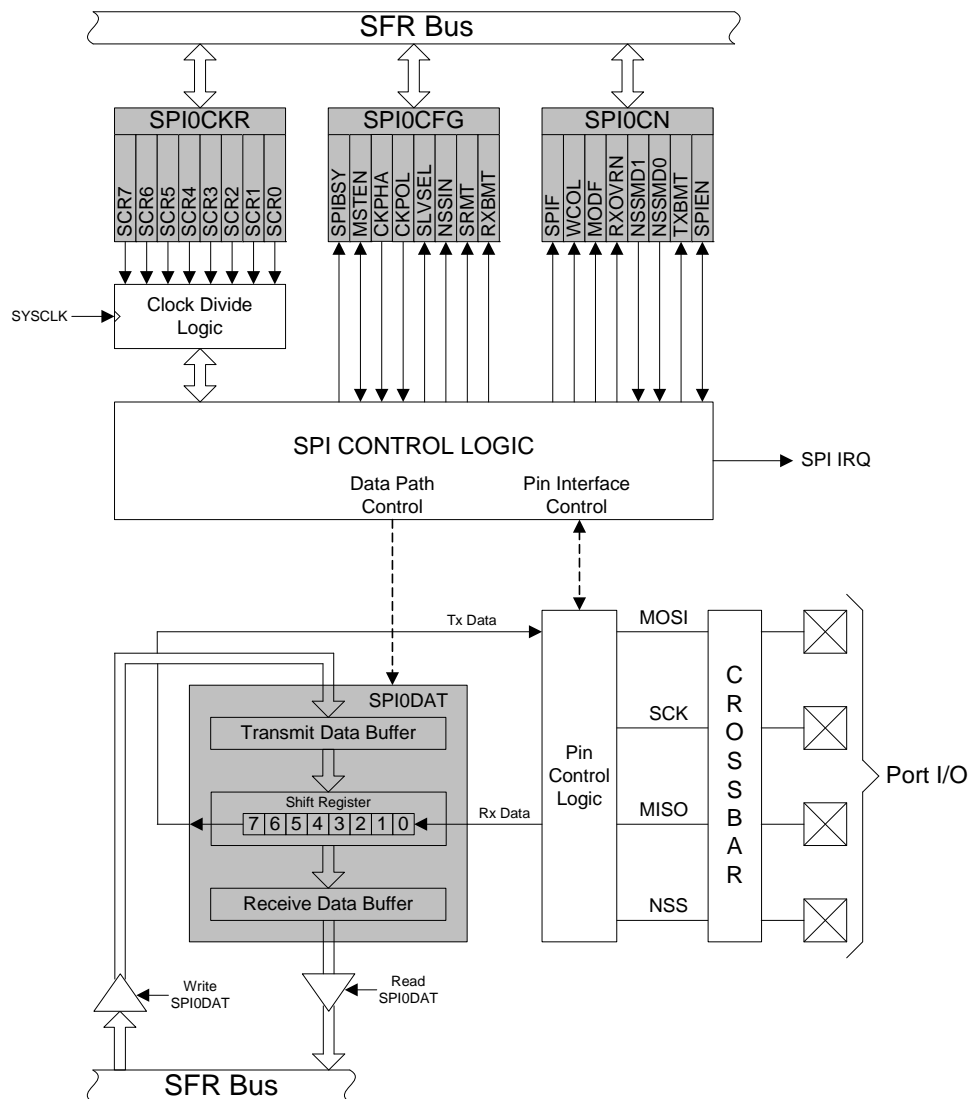 SFR Bus
SPI0CKR
SCR7
SCR6
SCR5
SCR4
SCR3
SCR2
SCR1
SCR0
SPI0CFG
SPIBSY
MSTEN
CKPHA
CKPOL
SLVSEL
NSSIN
SRMT
RXBMT
SPI0CN
SPIF
WCOL
MODF
RXOVRN
NSSMD1
NSSMD0
TXBMT
SPIEN
SYSCLK
Clock Divide
Logic
SPI CONTROL LOGIC
Data Path
Control
Pin Interface
Control
SPI IRQ
Tx Data
SPI0DAT
Transmit Data Buffer
Shift Register
7 6 5 4 3 2 1 0
Rx Data
Receive Data Buffer
Pin
Control
Logic
MOSI
SCK
MISO
NSS
CROSSBAR
Port I/O
Write
SPI0DAT
Read
SPI0DAT
SFR Bus